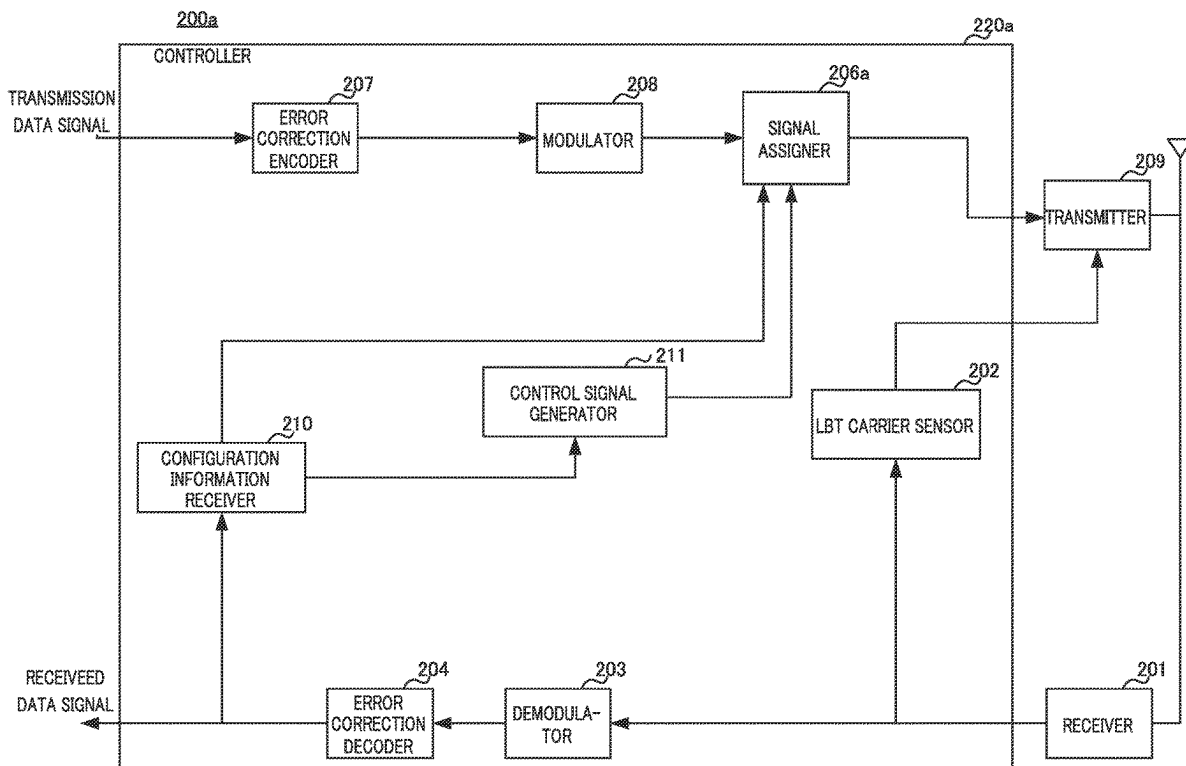 200a
220a
CONTROLLER
207
208
206a
TRANSMISSION
DATA SIGNAL
ERROR
CORRECTION
ENCODER
MODULATOR
SIGNAL
ASSIGNER
209
TRANSMITTER
211
CONTROL SIGNAL
GENERATOR
202
LBT CARRIER SENSOR
210
CONFIGURATION
INFORMATION
RECEIVER
RECEIVEED
DATA SIGNAL
204
ERROR
CORRECTION
DECODER
203
DEMODULA-
TOR
201
RECEIVER